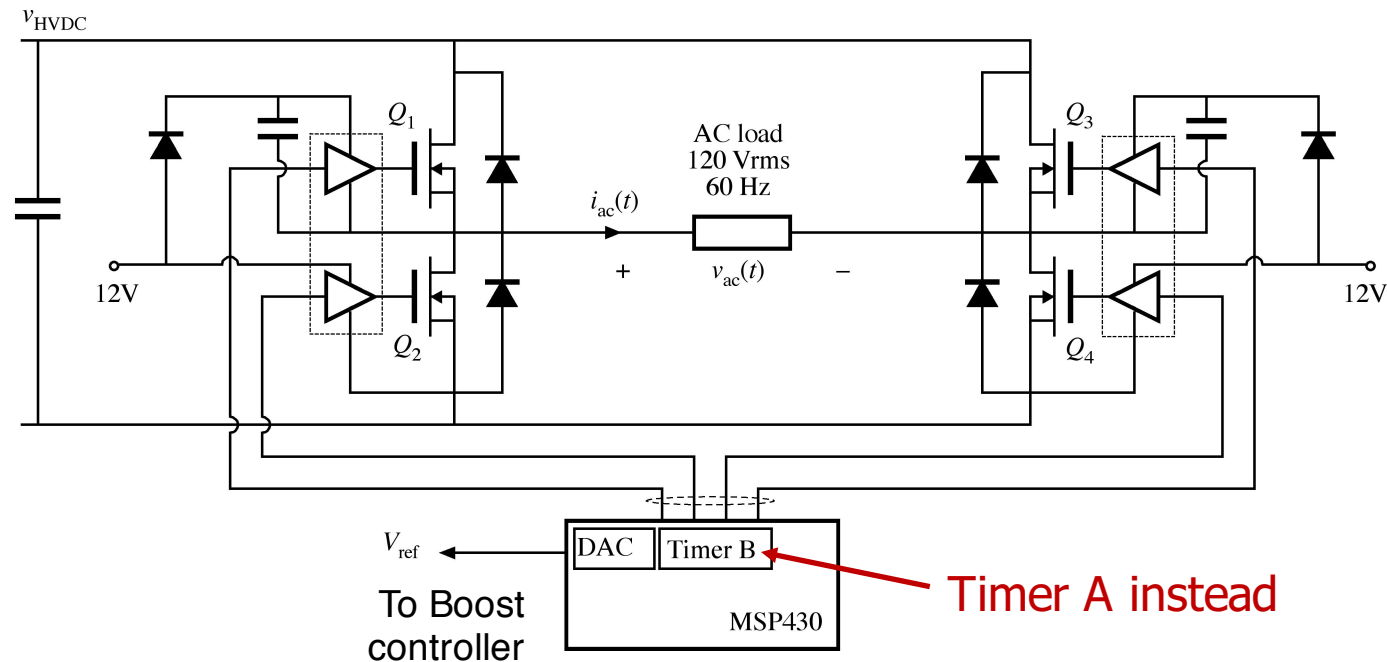 vHVDC
Q1
Q3
AC load
120 Vrms
60 Hz
iac(t)
+ vac(t) –
12V
12V
Q2
Q4
Vref
DAC
Timer B
Timer A instead
To Boost
controller
MSP430